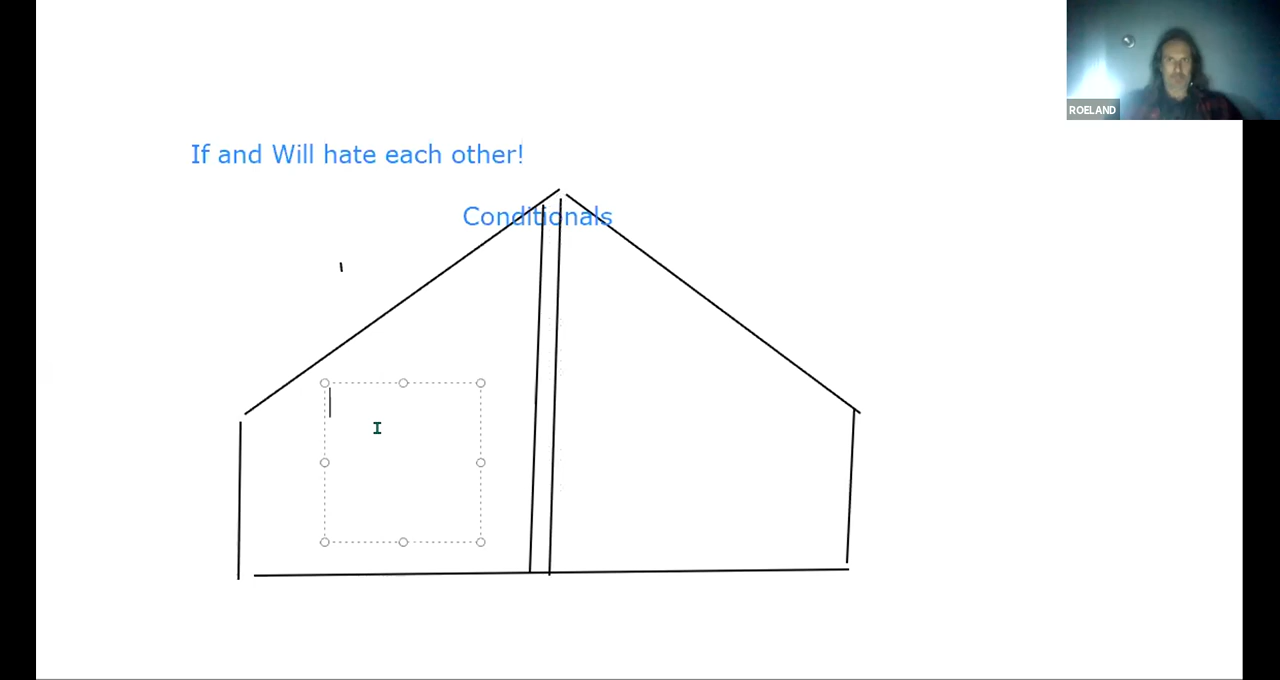 ROELAND
If and Will hate each other!
Conditionals